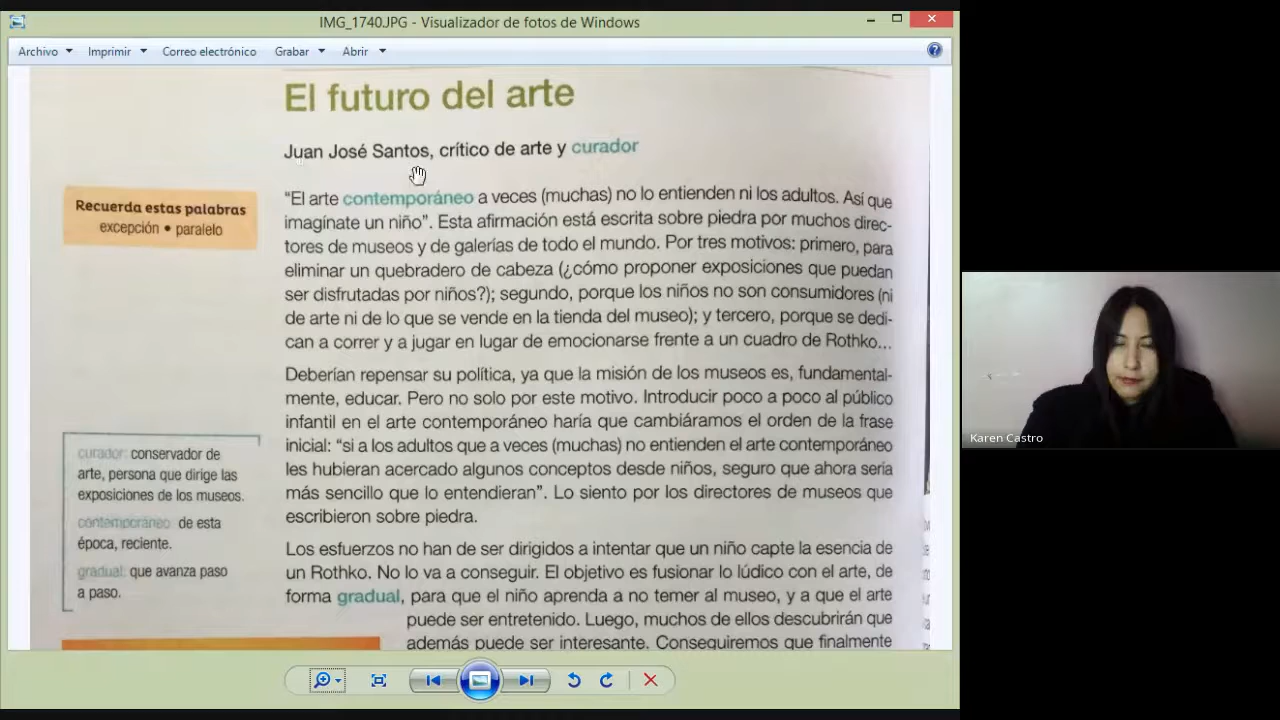 IMG_1740.JPG - Visualizador de fotos de Windows
Archivo Imprimir Correo electrónico Grabar Abrir
El futuro del arte
Juan José Santos, crítico de arte y curador
Recuerda estas palabras
excepción • paralelo
“El arte contemporáneo a veces (muchas) no lo entienden ni los adultos. Así que
imagínate un niño”. Esta afirmación está escrita sobre piedra por muchos direc-
tores de museos y de galerías de todo el mundo. Por tres motivos: primero, para
eliminar un quebradero de cabeza (¿cómo proponer exposiciones que puedan
ser disfrutadas por niños?); segundo, porque los niños no son consumidores (ni
de arte ni de lo que se vende en la tienda del museo); y tercero, porque se dedi-
can a correr y a jugar en lugar de emocionarse frente a un cuadro de Rothko...
Deberían repensar su política, ya que la misión de los museos es, fundamental-
mente, educar. Pero no solo por este motivo. Introducir poco a poco al público
infantil en el arte contemporáneo haría que cambiáramos el orden de la frase
inicial: “si a los adultos que a veces (muchas) no entienden el arte contemporáneo
les hubieran acercado algunos conceptos desde niños, seguro que ahora sería
más sencillo que lo entendieran”. Lo siento por los directores de museos que
escribieron sobre piedra.
curador: conservador de
arte, persona que dirige las
exposiciones de los museos.
contemporáneo: de esta
época, reciente.
gradual: que avanza paso
a paso.
Los esfuerzos no han de ser dirigidos a intentar que un niño capte la esencia de
un Rothko. No lo va a conseguir. El objetivo es fusionar lo lúdico con el arte, de
forma gradual, para que el niño aprenda a no temer al museo, y a que el arte
puede ser entretenido. Luego, muchos de ellos descubrirán que
además puede ser interesante. Conseguiremos que finalmente
Karen Castro